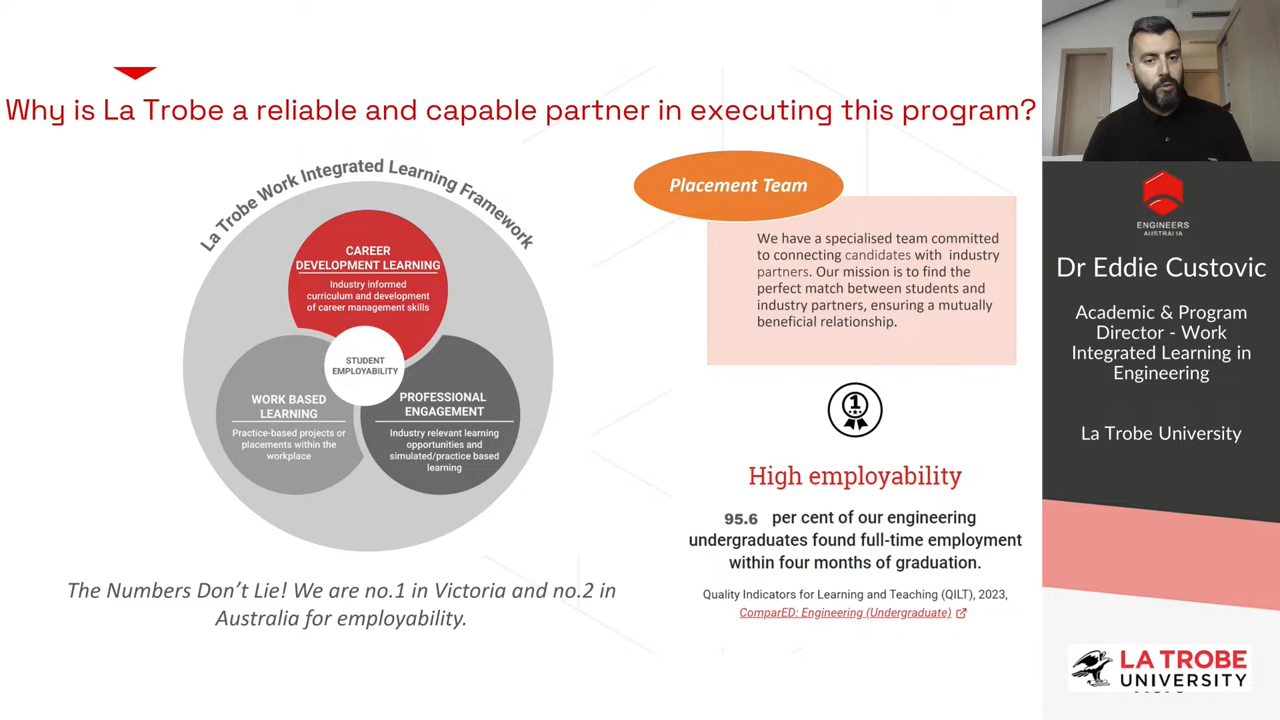 Why is La Trobe a reliable and capable partner in executing this program?
La Trobe Work Integrated Learning Framework
CAREER
DEVELOPMENT LEARNING
Industry informed
curriculum and development
of career management skills
STUDENT
EMPLOYABILITY
WORK BASED
LEARNING
Practice-based projects or
placements within the
workplace
PROFESSIONAL
ENGAGEMENT
Industry relevant learning
opportunities and
simulated/practice based
learning
The Numbers Don’t Lie! We are no.1 in Victoria and no.2 in
Australia for employability.
Placement Team
We have a specialised team committed
to connecting candidates with industry
partners. Our mission is to find the
perfect match between students and
industry partners, ensuring a mutually
beneficial relationship.
1
High employability
95.6 per cent of our engineering
undergraduates found full-time employment
within four months of graduation.
Quality Indicators for Learning and Teaching (QILT), 2023,
ComparED: Engineering (Undergraduate)
ENGINEERS
AUSTRALIA
Dr Eddie Custovic
Academic & Program
Director - Work
Integrated Learning in
Engineering
La Trobe University
LA TROBE
UNIVERSITY